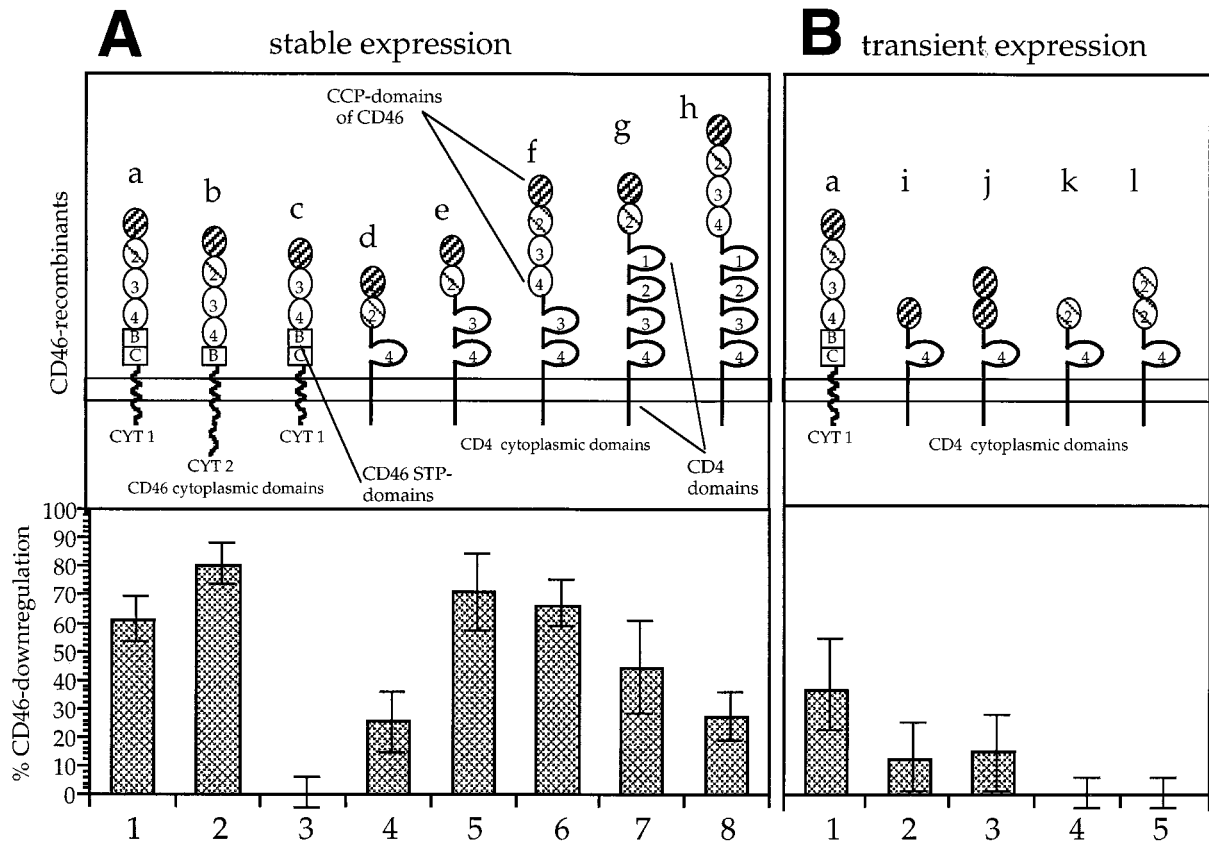 A
stable expression
B
transient expression
CCP-domains
of CD46
CD46-recombinants
a
b
c
d
e
f
g
h
2
3
4
B
C
2
3
4
B
3
4
B
C
2
4
2
3
4
2
3
4
3
4
2
1
2
3
4
2
3
4
1
2
3
4
CYT 1
CYT 2
CYT 1
CD46 cytoplasmic domains
CD46 STP-
domains
CD4 cytoplasmic domains
CD4
domains
a
i
j
k
l
2
3
4
B
C
4
4
2
4
2
2
4
CYT 1
CD4 cytoplasmic domains
% CD46-downregulation
100
90
80
70
60
50
40
30
20
10
0
1 2 3 4 5 6 7 8
1 2 3 4 5